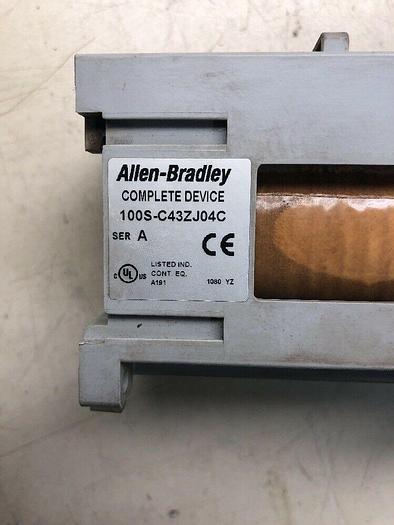 Allen-Bradley
COMPLETE DEVICE
100S-C43ZJ04C
SER A
CE
C UL US
LISTED IND.
CONT. EQ.
A191 1080 YZ